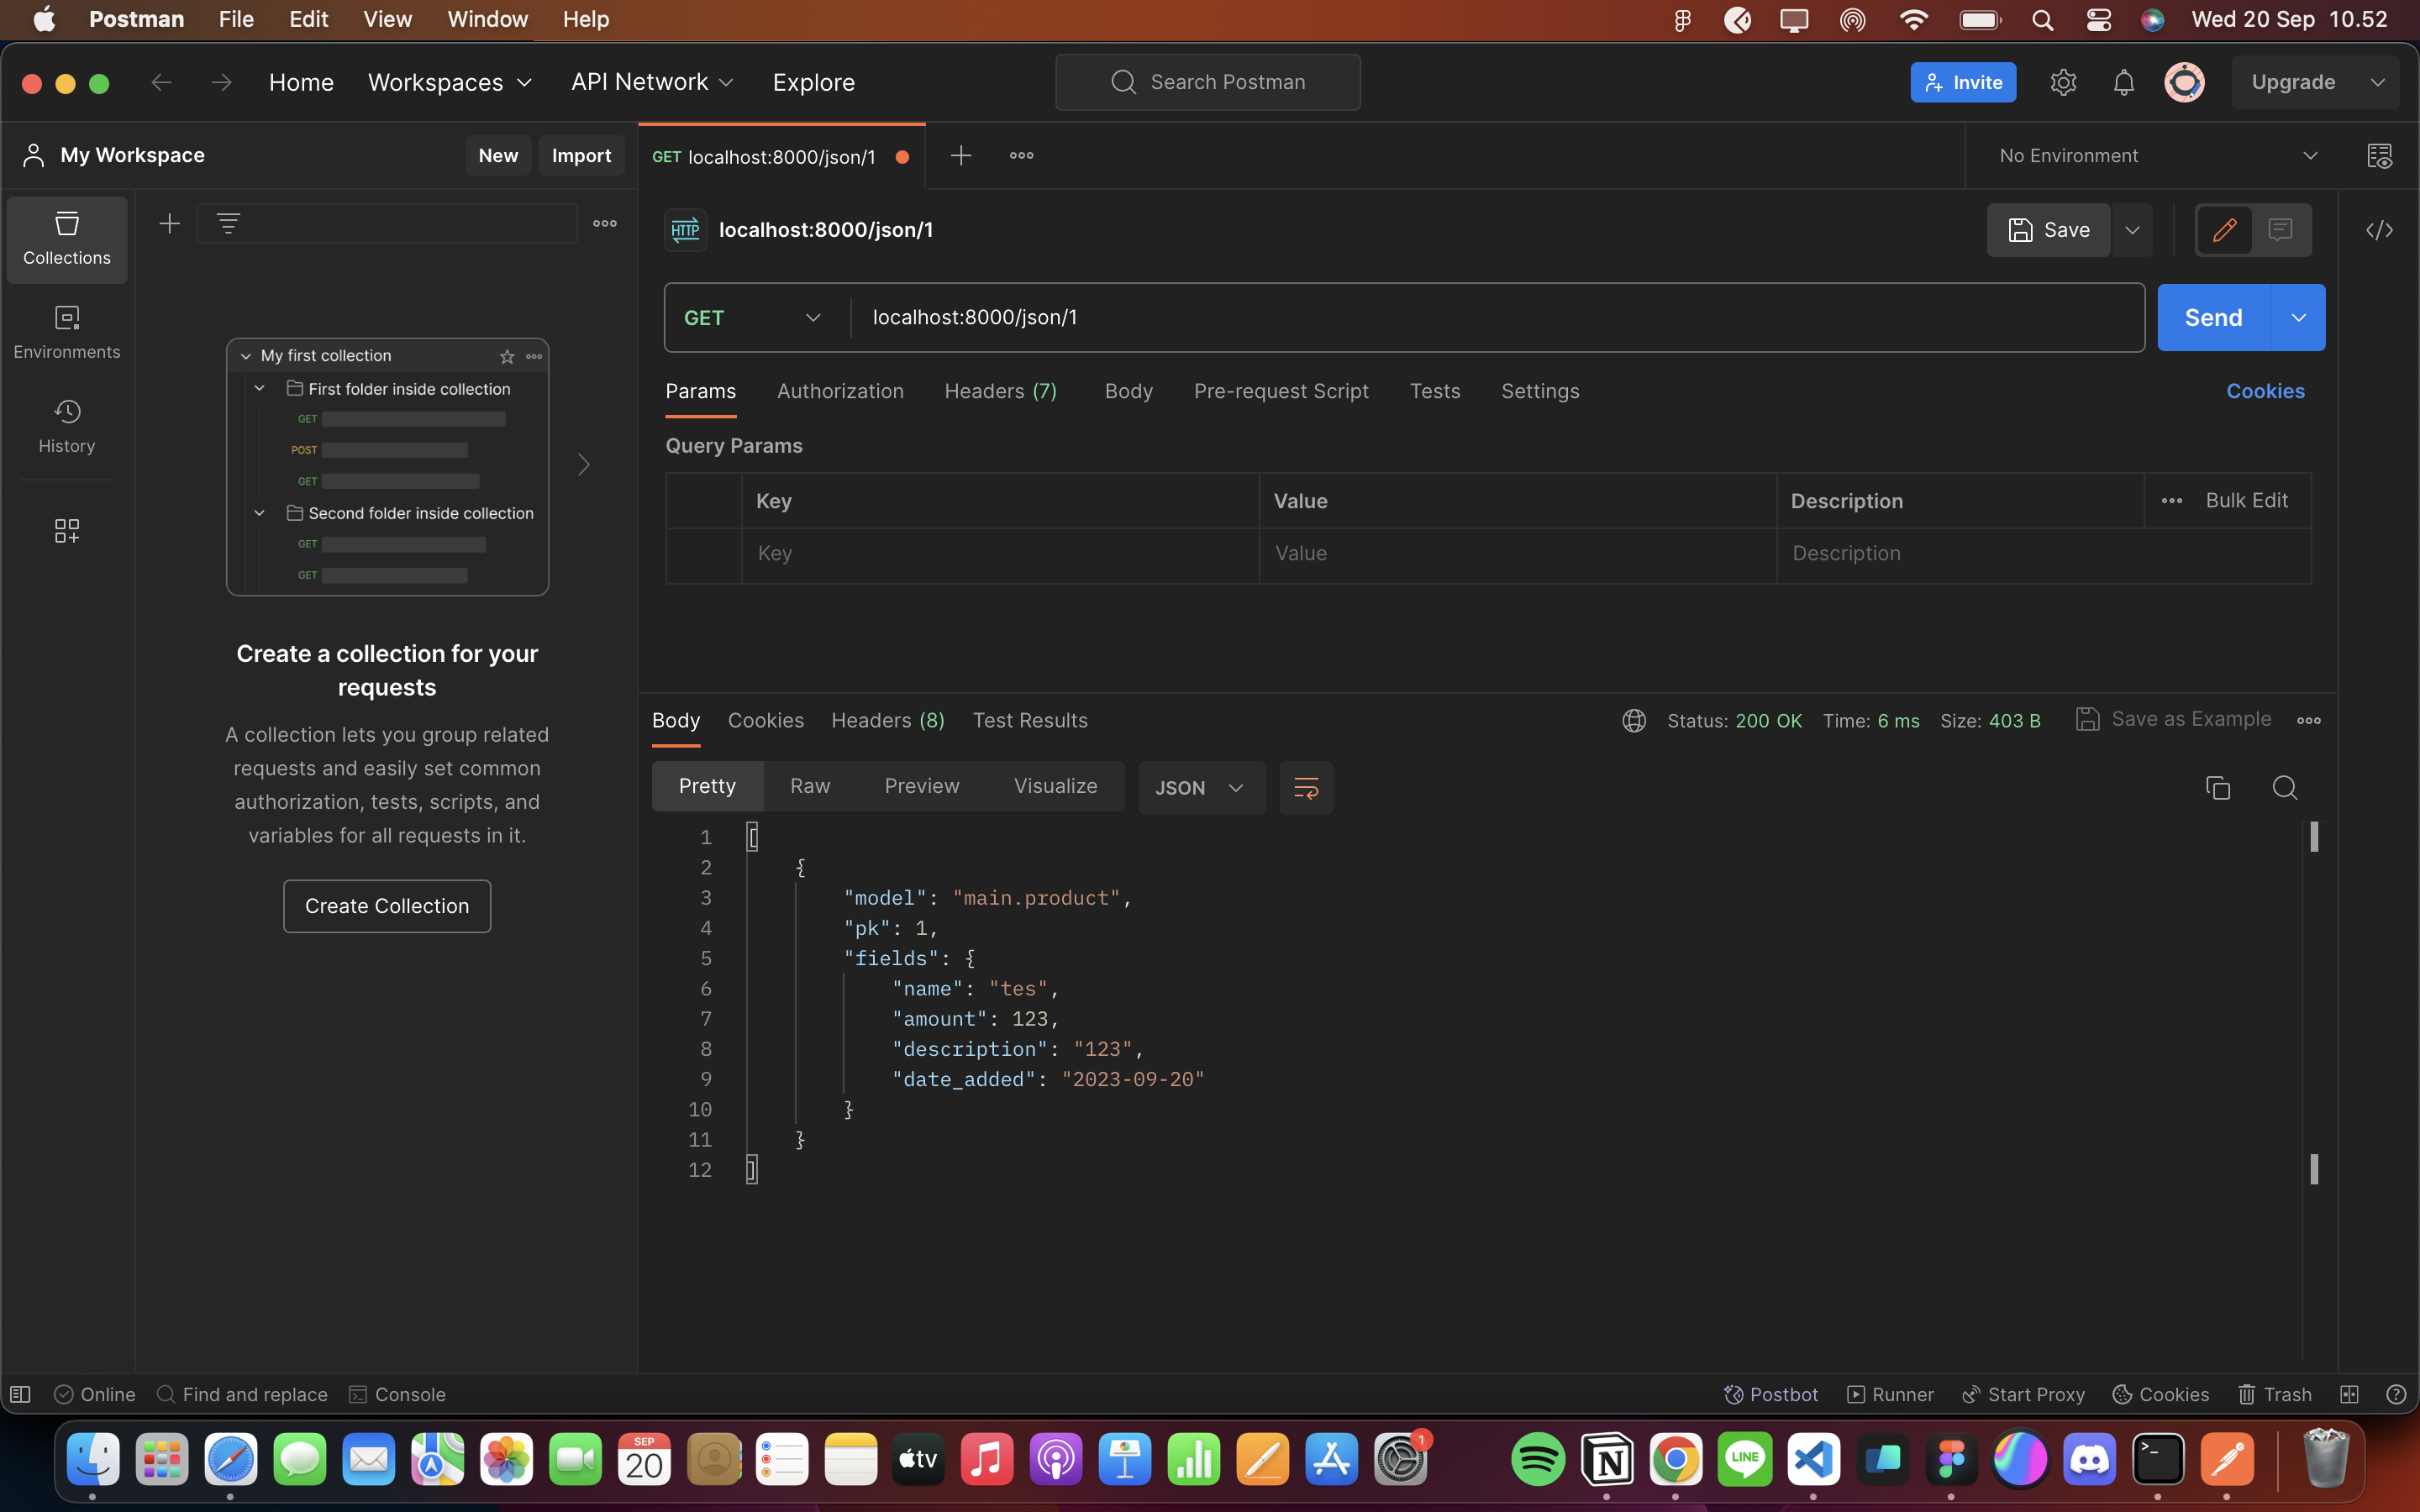 Postman File Edit View Window Help Wed 20 Sep 10.52
Home Workspaces API Network Explore Search Postman Invite Upgrade
My Workspace New Import GET localhost:8000/json/1 No Environment
HTTP localhost:8000/json/1 Save
Collections
Environments
History
My first collection
First folder inside collection
GET
POST
GET
Second folder inside collection
GET
GET
Create a collection for your
requests
A collection lets you group related
requests and easily set common
authorization, tests, scripts, and
variables for all requests in it.
Create Collection
GET localhost:8000/json/1 Send
Params Authorization Headers (7) Body Pre-request Script Tests Settings Cookies
Query Params
Key Value Description Bulk Edit
Key Value Description
Body Cookies Headers (8) Test Results Status: 200 OK Time: 6 ms Size: 403 B Save as Example
Pretty Raw Preview Visualize JSON
1 [
2 {
3 "model": "main.product",
4 "pk": 1,
5 "fields": {
6 "name": "tes",
7 "amount": 123,
8 "description": "123",
9 "date_added": "2023-09-20"
10 }
11 }
12 ]
Online Find and replace Console Postbot Runner Start Proxy Cookies Trash
SEP
20
tv
1
LINE